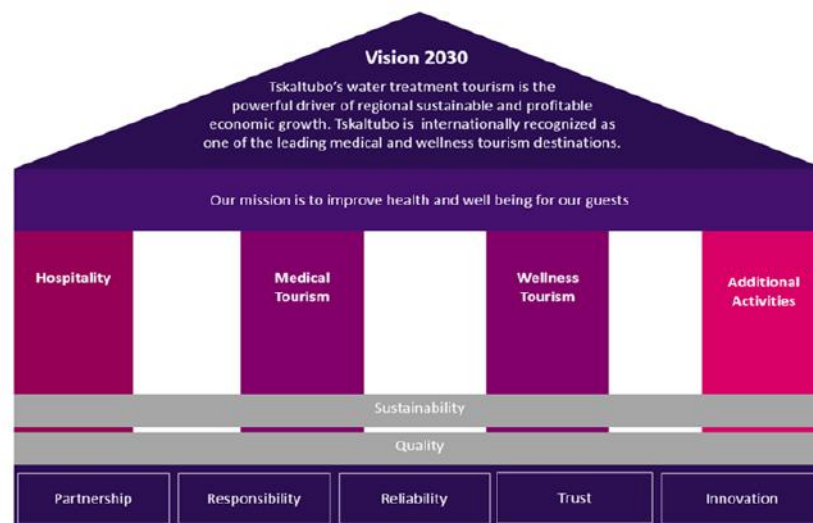 Vision 2030
Tskaltubo's water treatment tourism is the
powerful driver of regional sustainable and profitable
economic growth. Tskaltubo is internationally recognized as
one of the leading medical and wellness tourism destinations.
Our mission is to improve health and well being for our guests
Hospitality
Medical
Tourism
Wellness
Tourism
Additional
Activities
Sustainability
Quality
Partnership
Responsibility
Reliability
Trust
Innovation